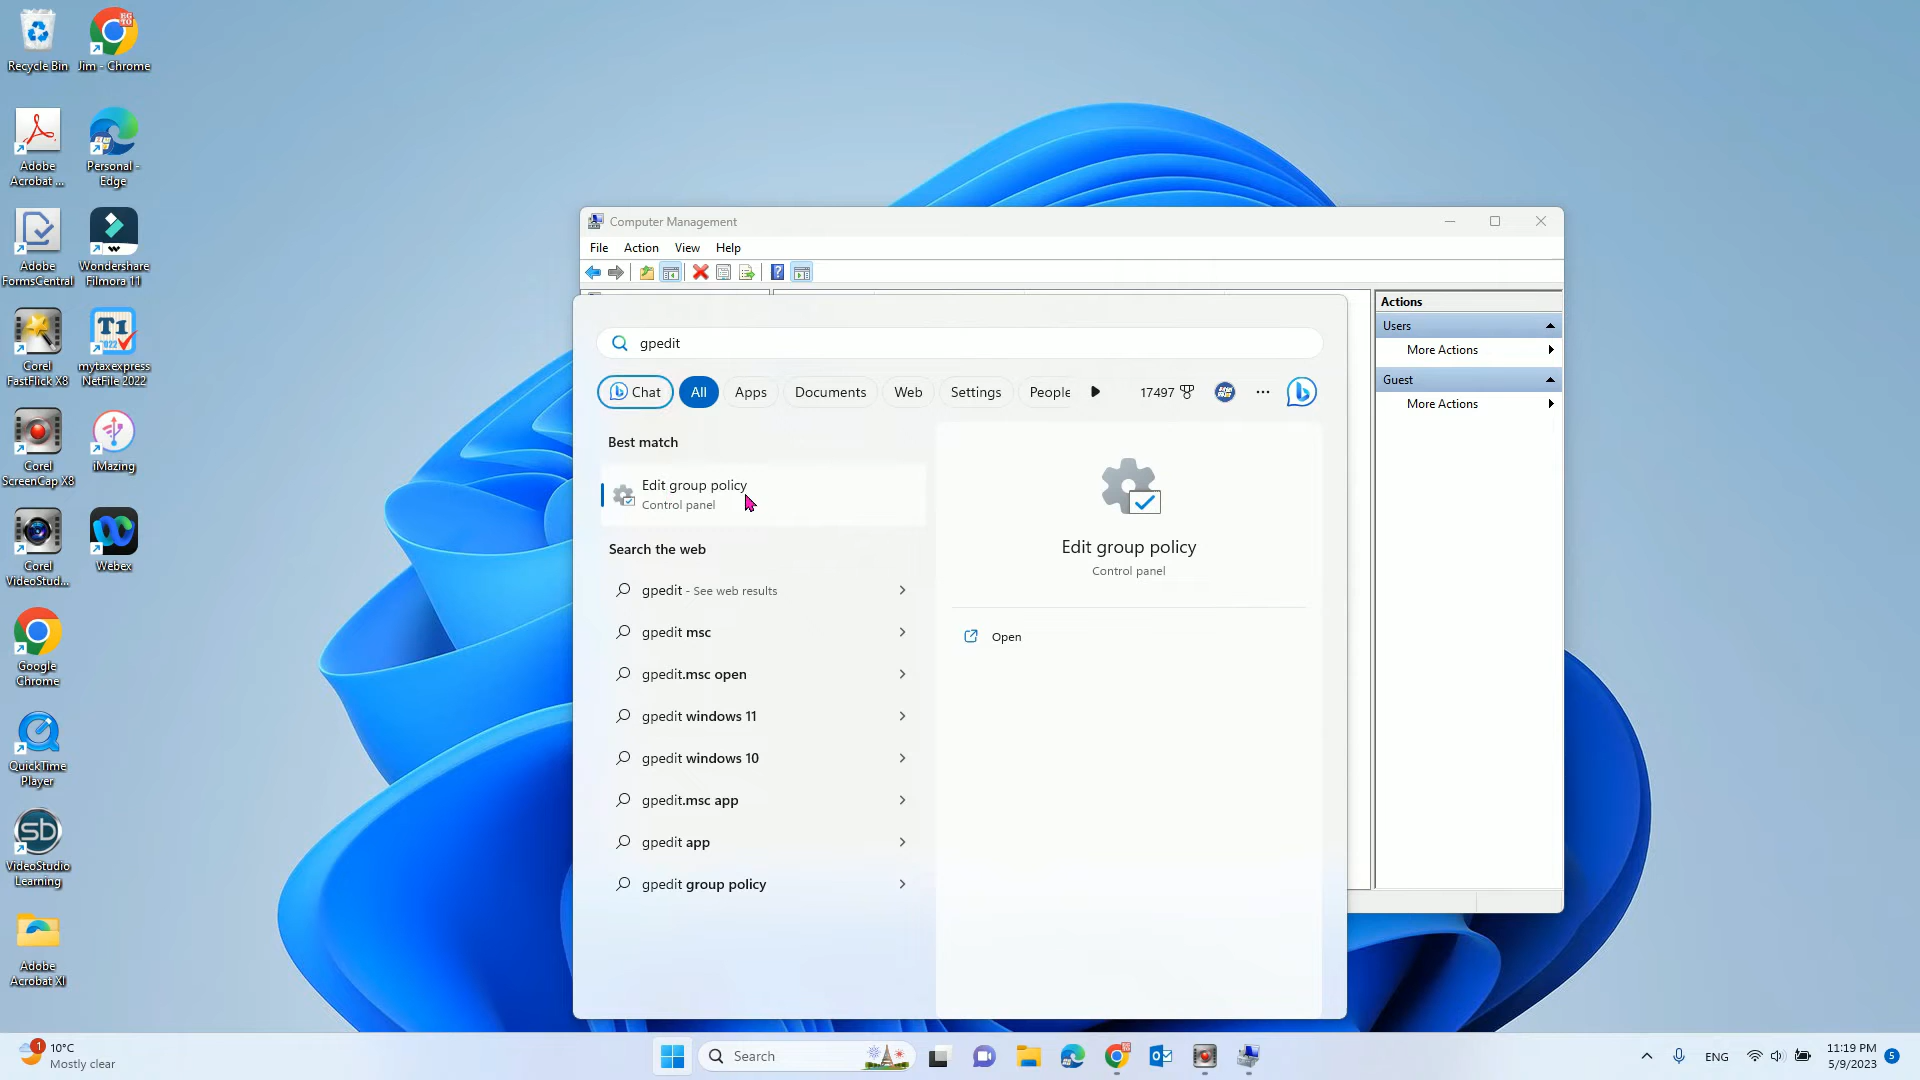 Recycle Bin
Jim - Chrome
Adobe
Acrobat ...
Personal -
Edge
Adobe
FormsCentral
Wondershare
Filmora 11
Corel
FastFlick X8
mytaxexpress
NetFile 2022
Corel
ScreenCap X8
iMazing
Corel
VideoStud...
Webex
Google
Chrome
QuickTime
Player
VideoStudio
Learning
Adobe
Acrobat XI
Computer Management
File Action View Help
Actions
Users
More Actions
Guest
More Actions
gpedit
Chat All Apps Documents Web Settings People 17497
Best match
Edit group policy
Control panel
Search the web
gpedit - See web results
gpedit msc
gpedit.msc open
gpedit windows 11
gpedit windows 10
gpedit.msc app
gpedit app
gpedit group policy
Edit group policy
Control panel
Open
1
10°C
Mostly clear
Search
ENG
11:19 PM
5/9/2023
5